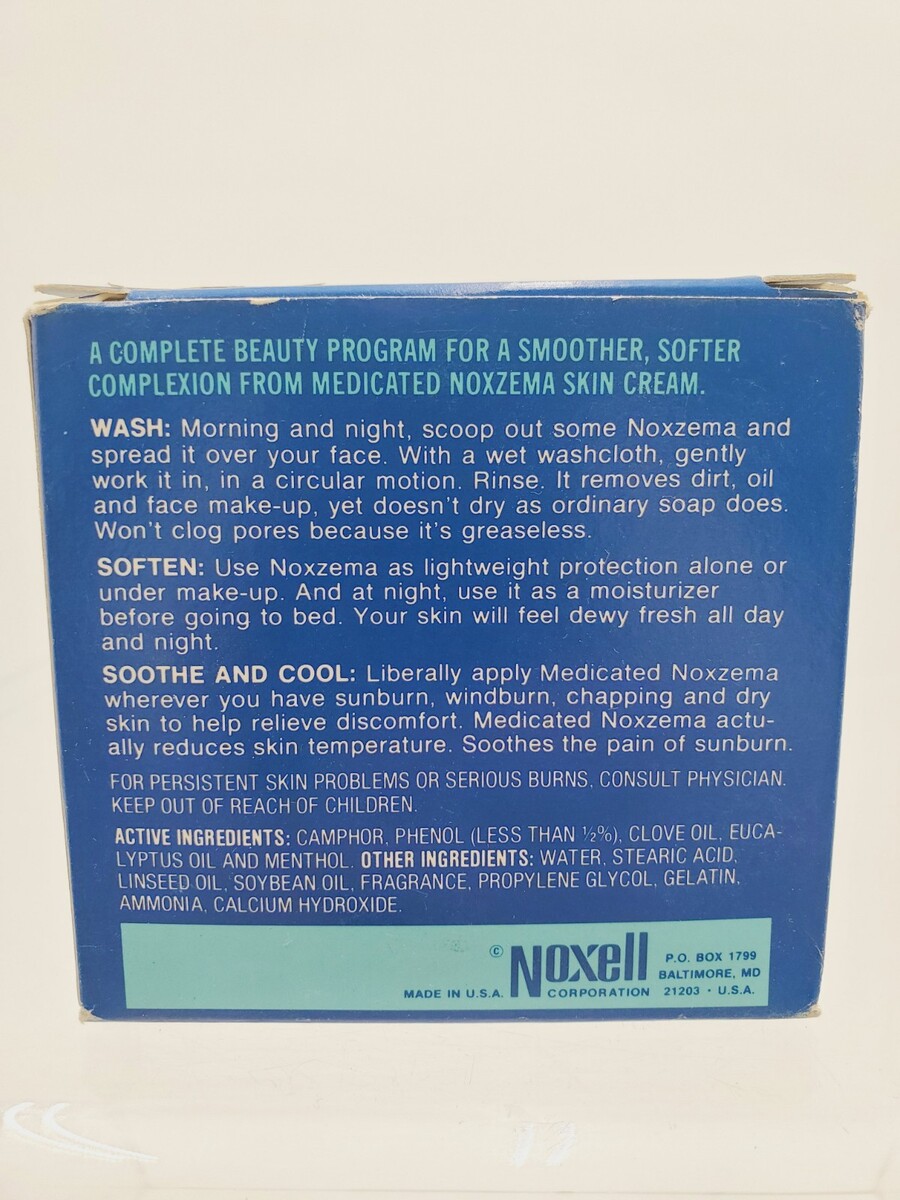 A COMPLETE BEAUTY PROGRAM FOR A SMOOTHER, SOFTER
COMPLEXION FROM MEDICATED NOXZEMA SKIN CREAM.
WASH: Morning and night, scoop out some Noxzema and
spread it over your face. With a wet washcloth, gently
work it in, in a circular motion. Rinse. It removes dirt, oil
and face make-up, yet doesn't dry as ordinary soap does.
Won't clog pores because it's greaseless.
SOFTEN: Use Noxzema as lightweight protection alone or
under make-up. And at night, use it as a moisturizer
before going to bed. Your skin will feel dewy fresh all day
and night.
SOOTHE AND COOL: Liberally apply Medicated Noxzema
wherever you have sunburn, windburn, chapping and dry
skin to help relieve discomfort. Medicated Noxzema actu-
ally reduces skin temperature. Soothes the pain of sunburn.
FOR PERSISTENT SKIN PROBLEMS OR SERIOUS BURNS, CONSULT PHYSICIAN.
KEEP OUT OF REACH OF CHILDREN.
ACTIVE INGREDIENTS: CAMPHOR, PHENOL (LESS THAN ½%), CLOVE OIL, EUCA-
LYPTUS OIL AND MENTHOL. OTHER INGREDIENTS: WATER, STEARIC ACID,
LINSEED OIL, SOYBEAN OIL, FRAGRANCE, PROPYLENE GLYCOL, GELATIN,
AMMONIA, CALCIUM HYDROXIDE.
© Noxell P.O. BOX 1799
BALTIMORE, MD
MADE IN U.S.A. CORPORATION 21203 · U.S.A.